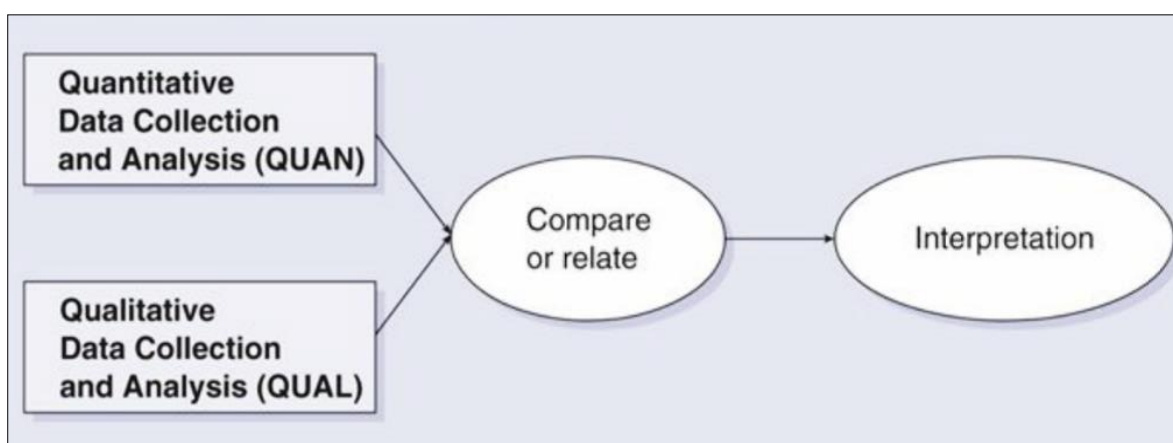 Quantitative
Data Collection
and Analysis (QUAN)
Qualitative
Data Collection
and Analysis (QUAL)
Compare
or relate
Interpretation